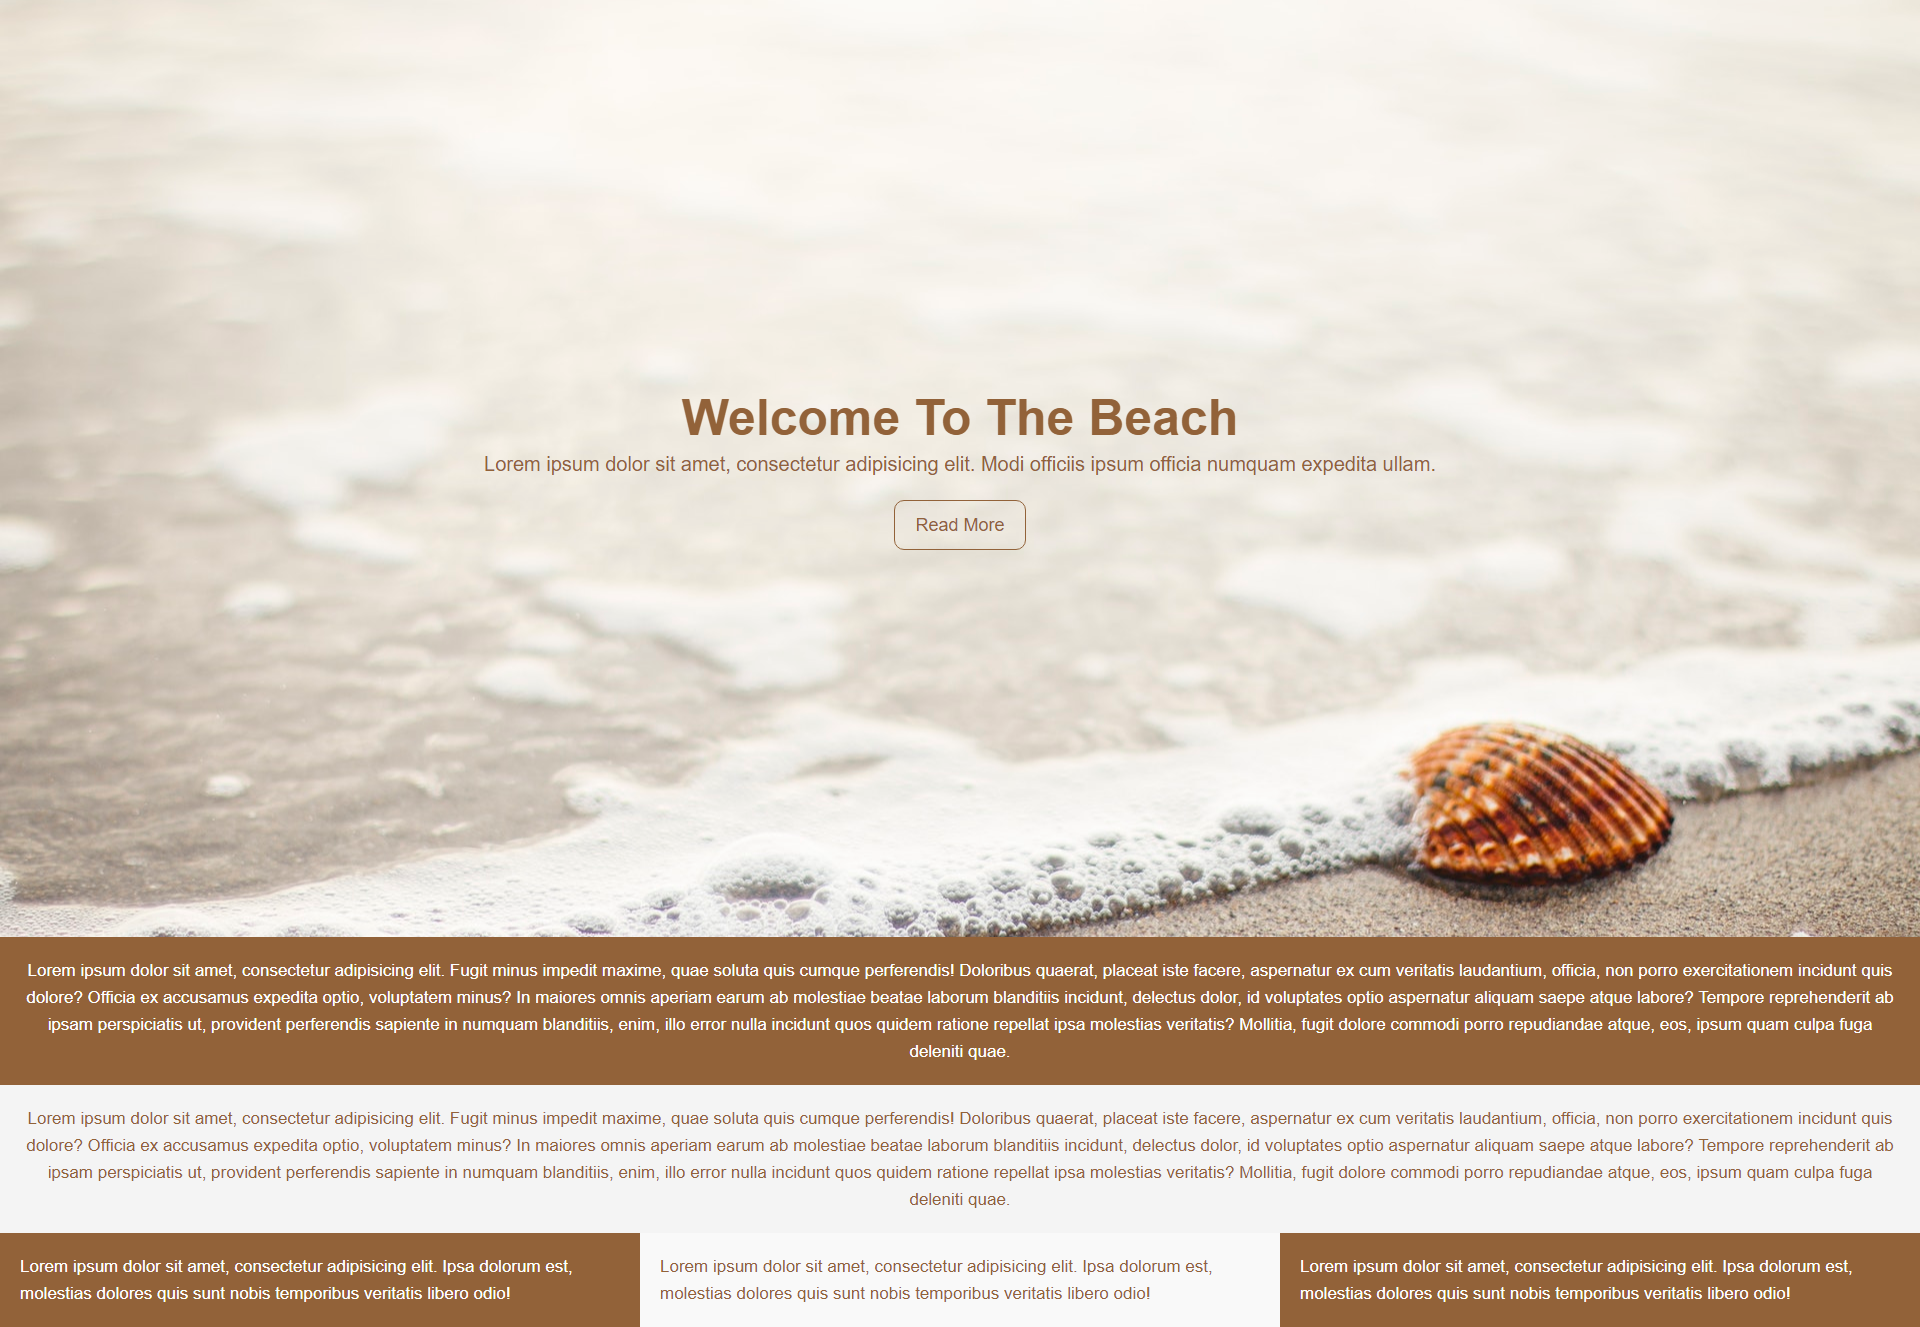 Welcome To The Beach
Lorem ipsum dolor sit amet, consectetur adipisicing elit. Modi officiis ipsum officia numquam expedita ullam.
Read More
Lorem ipsum dolor sit amet, consectetur adipisicing elit. Fugit minus impedit maxime, quae soluta quis cumque perferendis! Doloribus quaerat, placeat iste facere, aspernatur ex cum veritatis laudantium, officia, non porro exercitationem incidunt quis
dolore? Officia ex accusamus expedita optio, voluptatem minus? In maiores omnis aperiam earum ab molestiae beatae laborum blanditiis incidunt, delectus dolor, id voluptates optio aspernatur aliquam saepe atque labore? Tempore reprehenderit ab
ipsam perspiciatis ut, provident perferendis sapiente in numquam blanditiis, enim, illo error nulla incidunt quos quidem ratione repellat ipsa molestias veritatis? Mollitia, fugit dolore commodi porro repudiandae atque, eos, ipsum quam culpa fuga
deleniti quae.
Lorem ipsum dolor sit amet, consectetur adipisicing elit. Fugit minus impedit maxime, quae soluta quis cumque perferendis! Doloribus quaerat, placeat iste facere, aspernatur ex cum veritatis laudantium, officia, non porro exercitationem incidunt quis
dolore? Officia ex accusamus expedita optio, voluptatem minus? In maiores omnis aperiam earum ab molestiae beatae laborum blanditiis incidunt, delectus dolor, id voluptates optio aspernatur aliquam saepe atque labore? Tempore reprehenderit ab
ipsam perspiciatis ut, provident perferendis sapiente in numquam blanditiis, enim, illo error nulla incidunt quos quidem ratione repellat ipsa molestias veritatis? Mollitia, fugit dolore commodi porro repudiandae atque, eos, ipsum quam culpa fuga
deleniti quae.
Lorem ipsum dolor sit amet, consectetur adipisicing elit. Ipsa dolorum est,
molestias dolores quis sunt nobis temporibus veritatis libero odio!
Lorem ipsum dolor sit amet, consectetur adipisicing elit. Ipsa dolorum est,
molestias dolores quis sunt nobis temporibus veritatis libero odio!
Lorem ipsum dolor sit amet, consectetur adipisicing elit. Ipsa dolorum est,
molestias dolores quis sunt nobis temporibus veritatis libero odio!